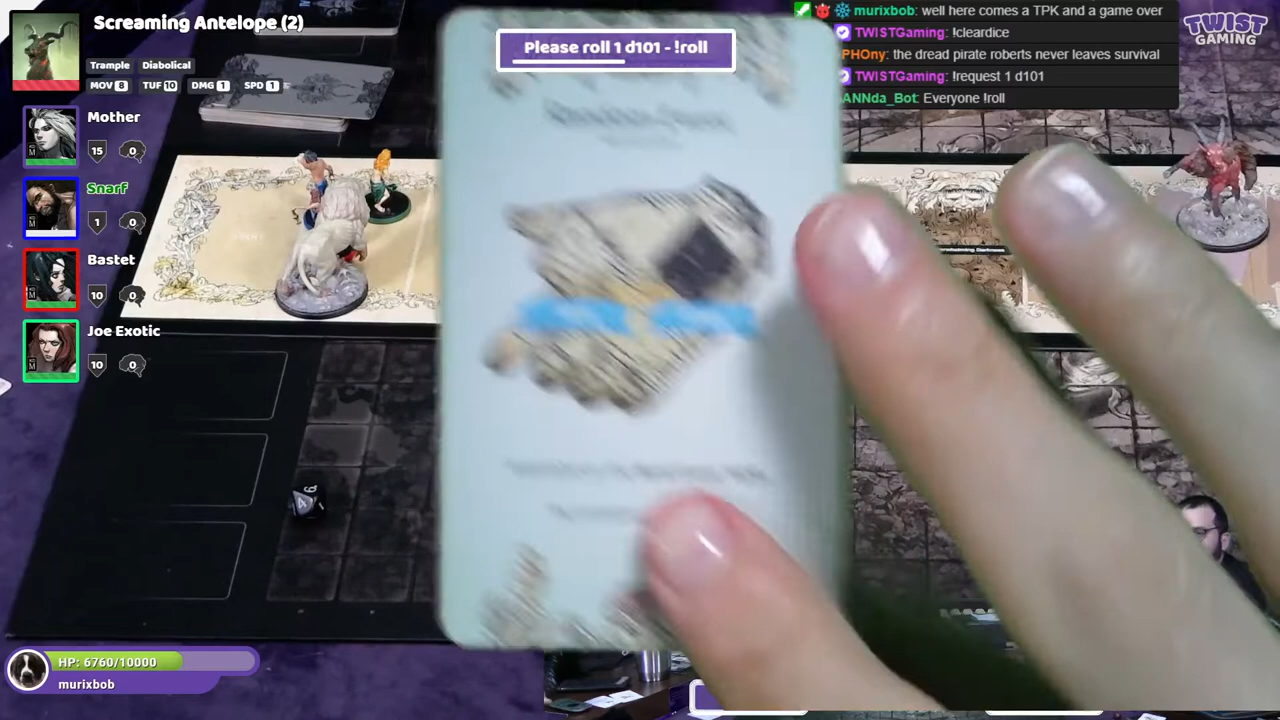 Screaming Antelope (2)
Trample Diabolical
MOV 8 TUF 10 DMG 1 SPD 1
Mother
15 0
Snarf
1 0
Bastet
10 0
Joe Exotic
10 0
HP: 6760/10000
murixbob
Please roll 1 d101 - !roll
murixbob: well here comes a TPK and a game over
TWISTGaming: !cleardice
PHOny: the dread pirate roberts never leaves survival
TWISTGaming: !request 1 d101
ANNda_Bot: Everyone !roll
TWIST
GAMING